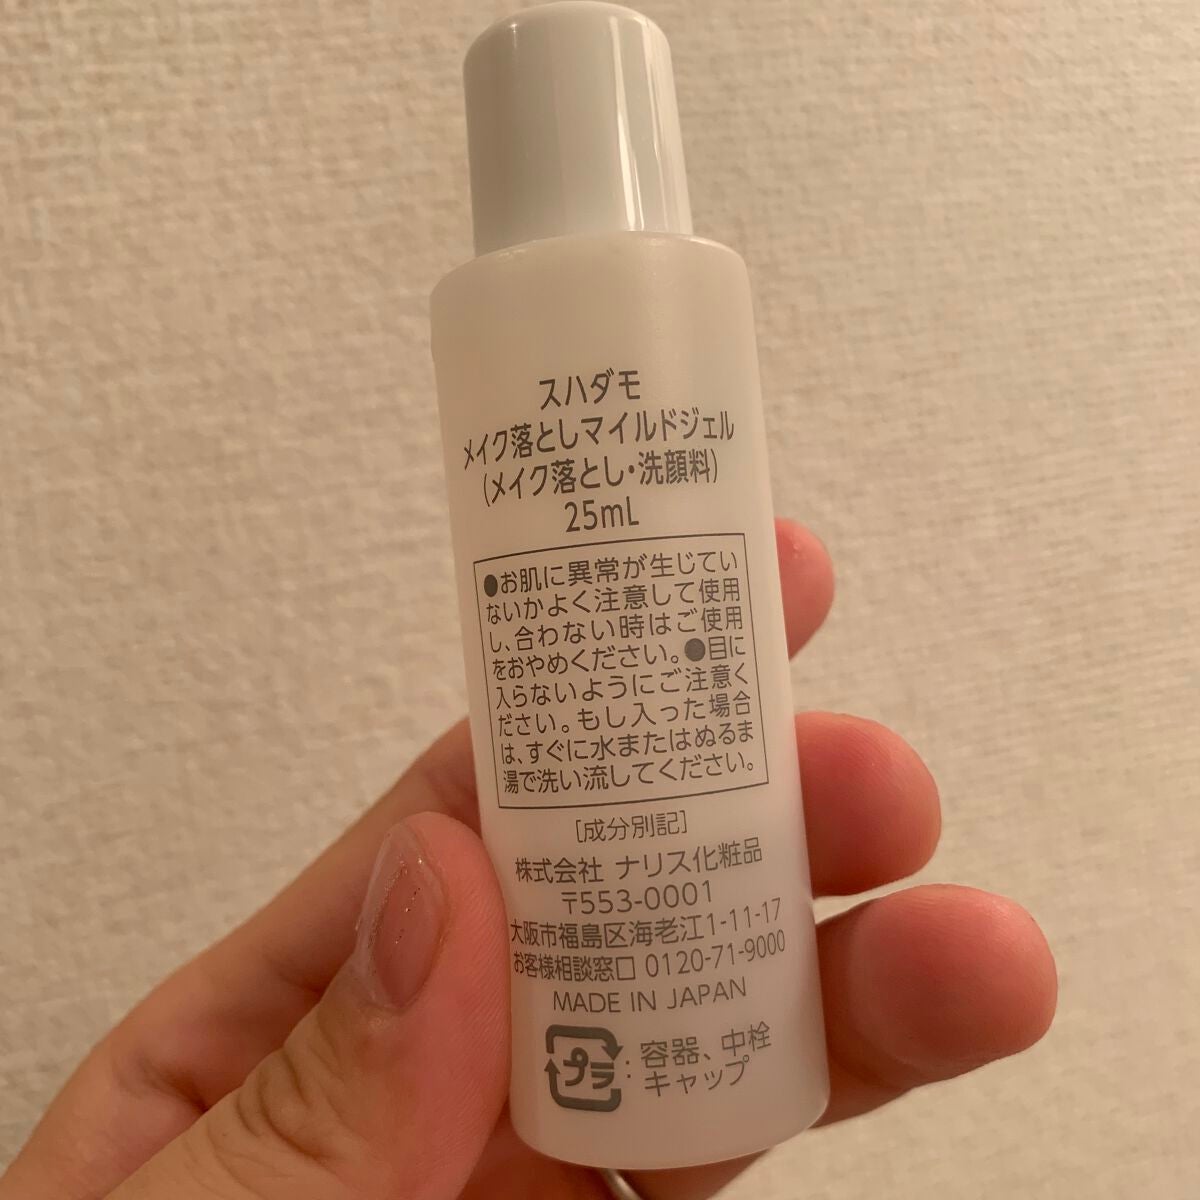 スハダモ
メイク落としマイルドジェル
(メイク落とし・洗顔料)
25mL
●お肌に異常が生じてい
ないかよく注意して使用
し、合わない時はご使用
をおやめください。●目に
入らないようにご注意く
ださい。もし入った場合
は、すぐに水またはぬるま
湯で洗い流してください。
[成分別記]
株式会社 ナリス化粧品
〒553-0001
大阪市福島区海老江1-11-17
お客様相談窓口 0120-71-9000
MADE IN JAPAN
プラ : 容器、中栓
キャップ